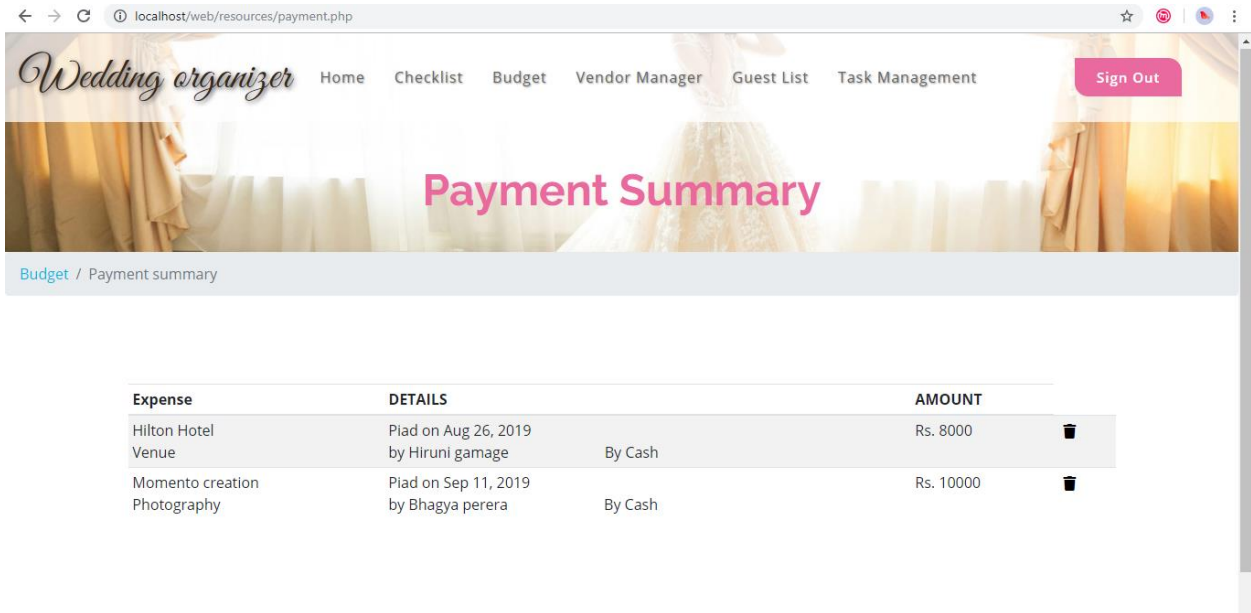 localhost/web/resources/payment.php
Wedding organizer Home Checklist Budget Vendor Manager Guest List Task Management Sign Out
Payment Summary
Budget / Payment summary
Expense DETAILS AMOUNT
Hilton Hotel Piad on Aug 26, 2019 Rs. 8000
Venue by Hiruni gamage By Cash
Momento creation Piad on Sep 11, 2019 Rs. 10000
Photography by Bhagya perera By Cash